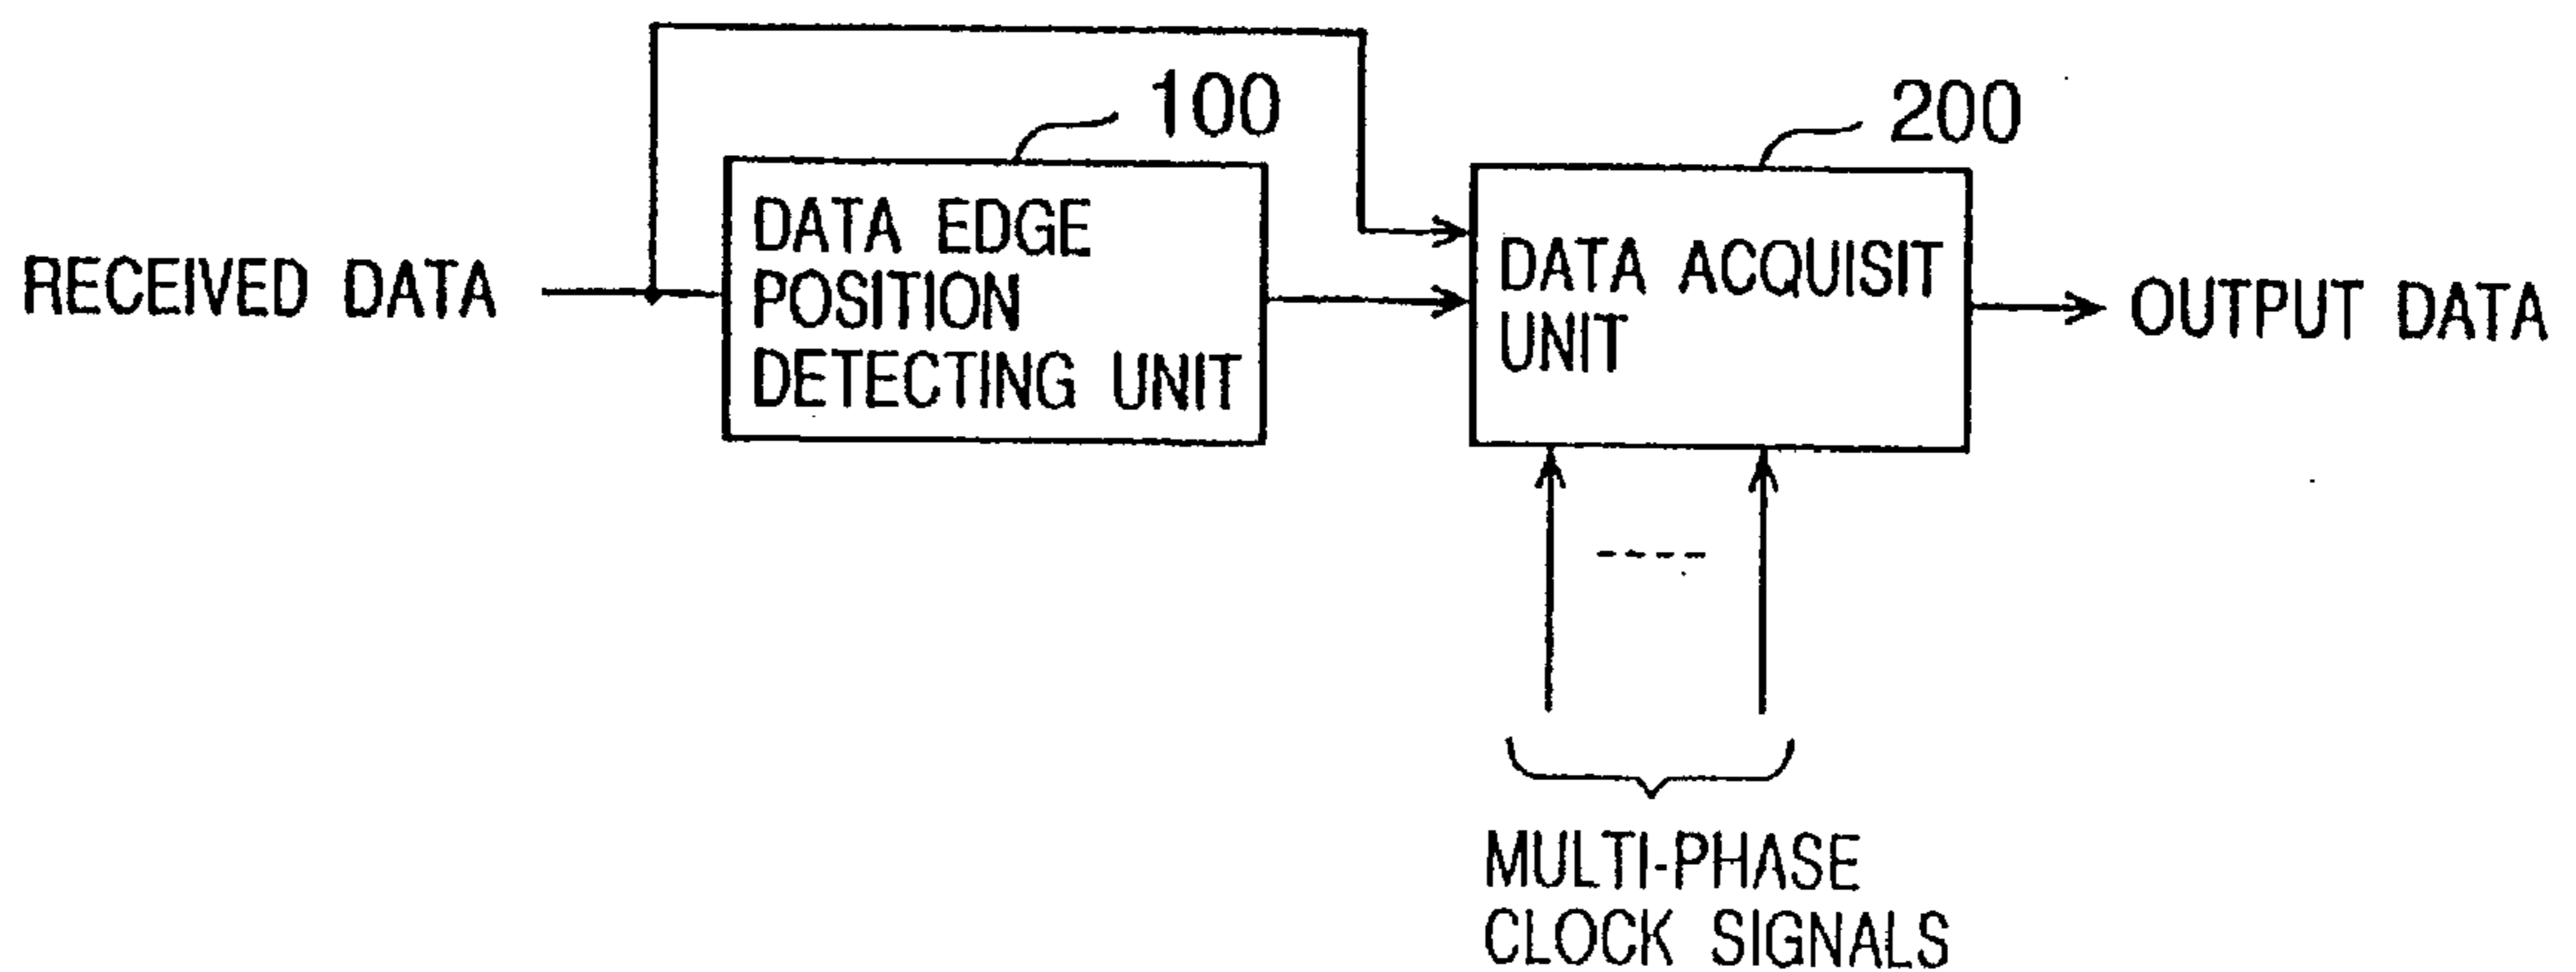 100
200
RECEIVED DATA
DATA EDGE
POSITION
DETECTING UNIT
DATA ACQUISIT
UNIT
OUTPUT DATA
MULTI-PHASE
CLOCK SIGNALS